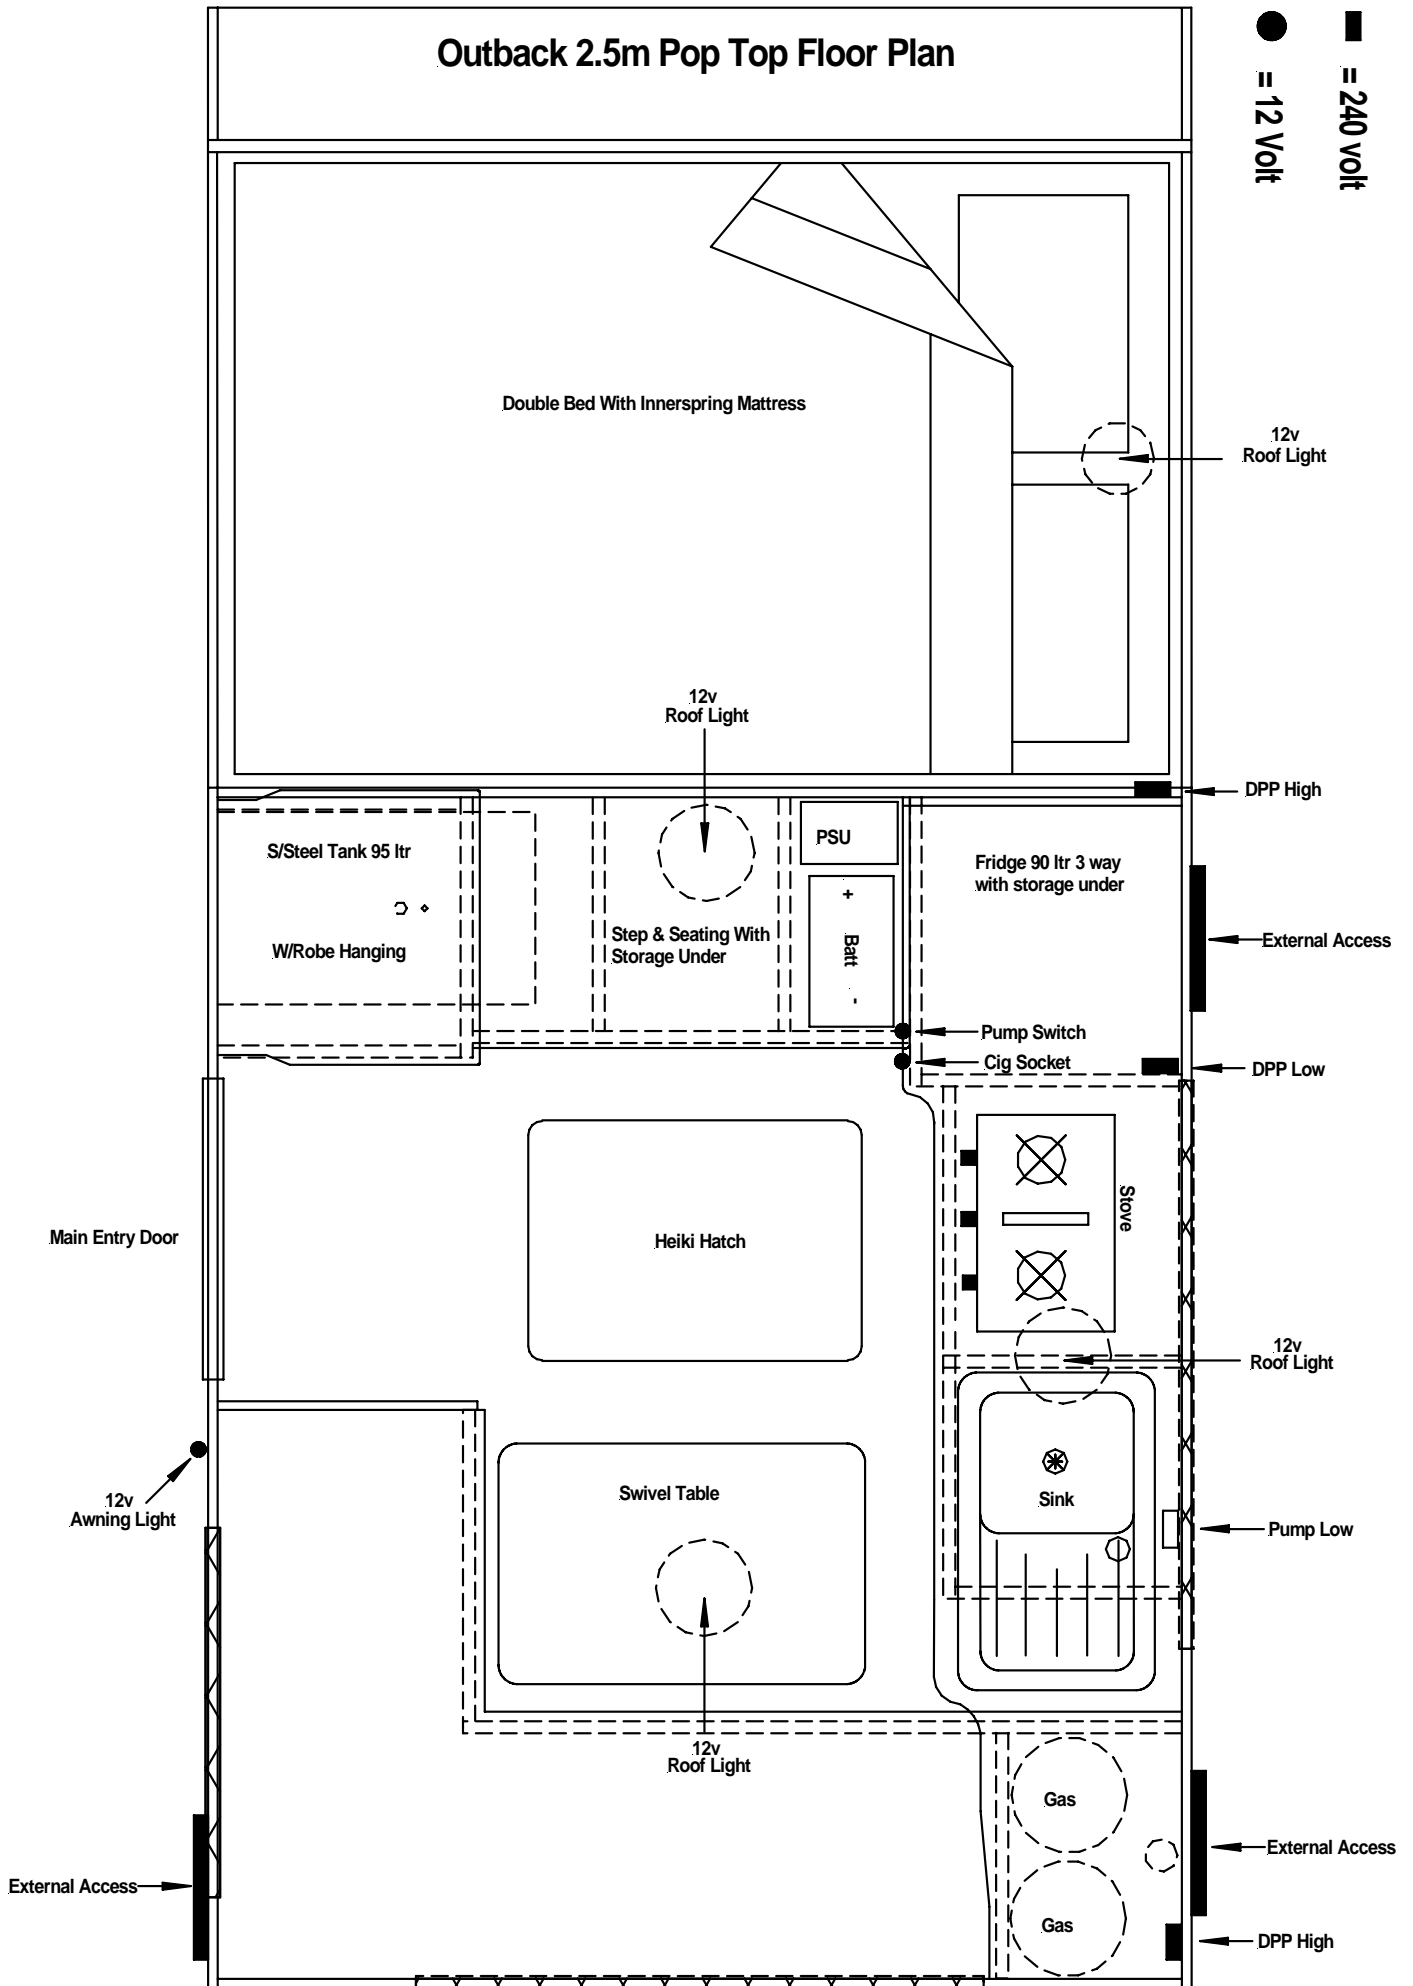 Outback 2.5m Pop Top Floor Plan
= 240 volt
= 12 Volt
Double Bed With Innerspring Mattress
12v
Roof Light
12v
Roof Light
DPP High
S/Steel Tank 95 ltr
W/Robe Hanging
Step & Seating With
Storage Under
PSU
+
Batt
-
Fridge 90 ltr 3 way
with storage under
External Access
Pump Switch
Cig Socket
DPP Low
Main Entry Door
Heiki Hatch
Stove
12v
Roof Light
12v
Awning Light
Swivel Table
Sink
Pump Low
12v
Roof Light
Gas
External Access
External Access
Gas
DPP High